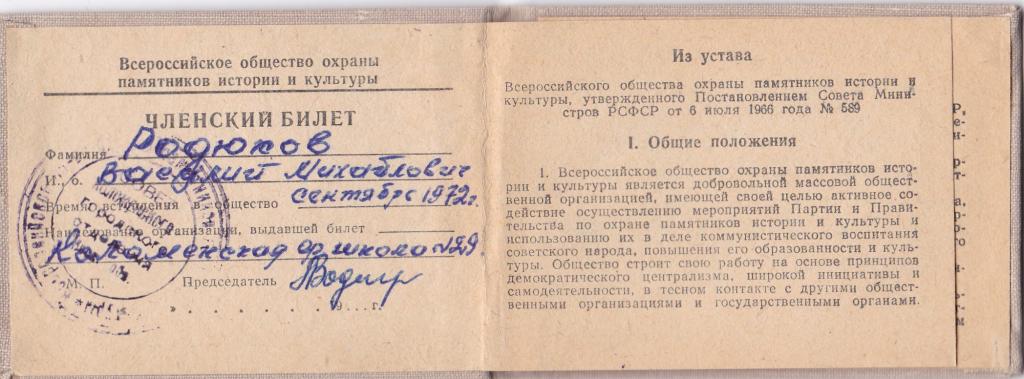 Всероссийское общество охраны
памятников истории и культуры
ЧЛЕНСКИЙ БИЛЕТ
Фамилия Родюков
И., о. Василий Михайлович
Время вступления в общество сентябрь 1972 г.
Наименование организации, выдавшей билет
Коломенская школа №29
М. П. Председатель
19 г.
Из устава
Всероссийского общества охраны памятников истории и
культуры, утвержденного Постановлением Совета Мини-
стров РСФСР от 6 июля 1966 года № 589
I. Общие положения
1. Всероссийское общество охраны памятников исто-
рии и культуры является добровольной массовой общест-
венной организацией, имеющей своей целью активное со-
действие осуществлению мероприятий Партии и Прави-
тельства по охране памятников истории и культуры и
использованию их в деле коммунистического воспитания
советского народа, повышения его образованности и куль-
туры. Общество строит свою работу на основе принципов
демократического централизма, широкой инициативы и
самодеятельности, в тесном контакте с другими общест-
венными организациями и государственными органами.